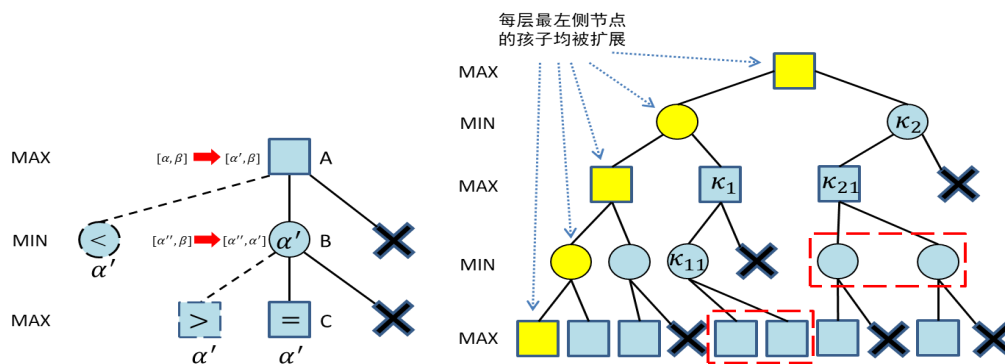 MAX [α,β] [α′,β] A
MIN < [α′′,β] [α′′,α′] α′ B
α′
MAX > = C
α′ α′
每层最左侧节点
的孩子均被扩展
MAX
MIN κ₂
MAX κ₁ κ₂₁
MIN κ₁₁
MAX